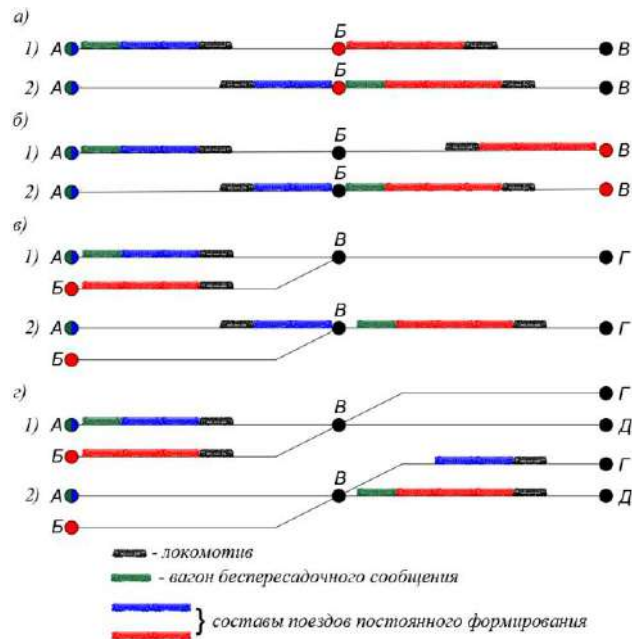 а)
Б
1) А В
Б
2) А В
б)
1) А Б В
Б
2) А В
в)
1) А В Г
Б
2) А В Г
Б
г)
Г
В
1) А Д
Б
Г
2) А В Д
Б
- локомотив
- вагон беспересадочного сообщения
} составы поездов постоянного формирования